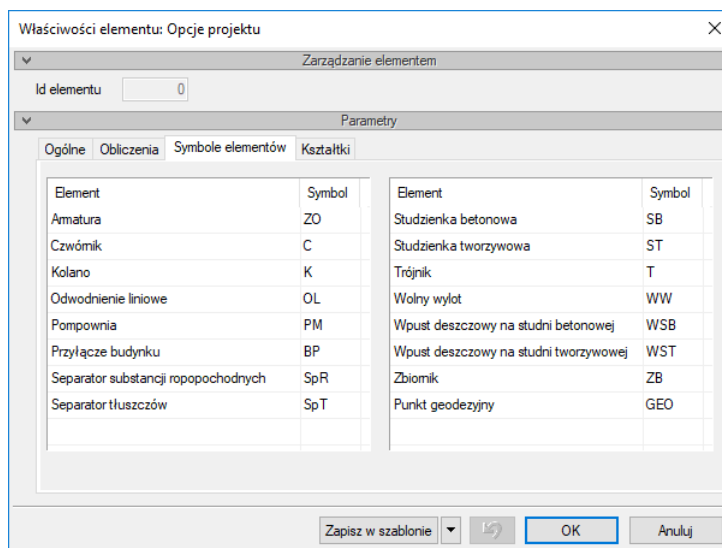 Właściwości elementu: Opcje projektu
Zarządzanie elementem
Id elementu 0
Parametry
Ogólne Obliczenia Symbole elementów Kształtki
Element Symbol
Armatura ZO
Czwórnik C
Kolano K
Odwodnienie liniowe OL
Pompownia PM
Przyłącze budynku BP
Separator substancji ropopochodnych SpR
Separator tłuszczów SpT
Element Symbol
Studzienka betonowa SB
Studzienka tworzywowa ST
Trójnik T
Wolny wylot WW
Wpust deszczowy na studni betonowej WSB
Wpust deszczowy na studni tworzywowej WST
Zbiornik ZB
Punkt geodezyjny GEO
Zapisz w szablonie OK Anuluj